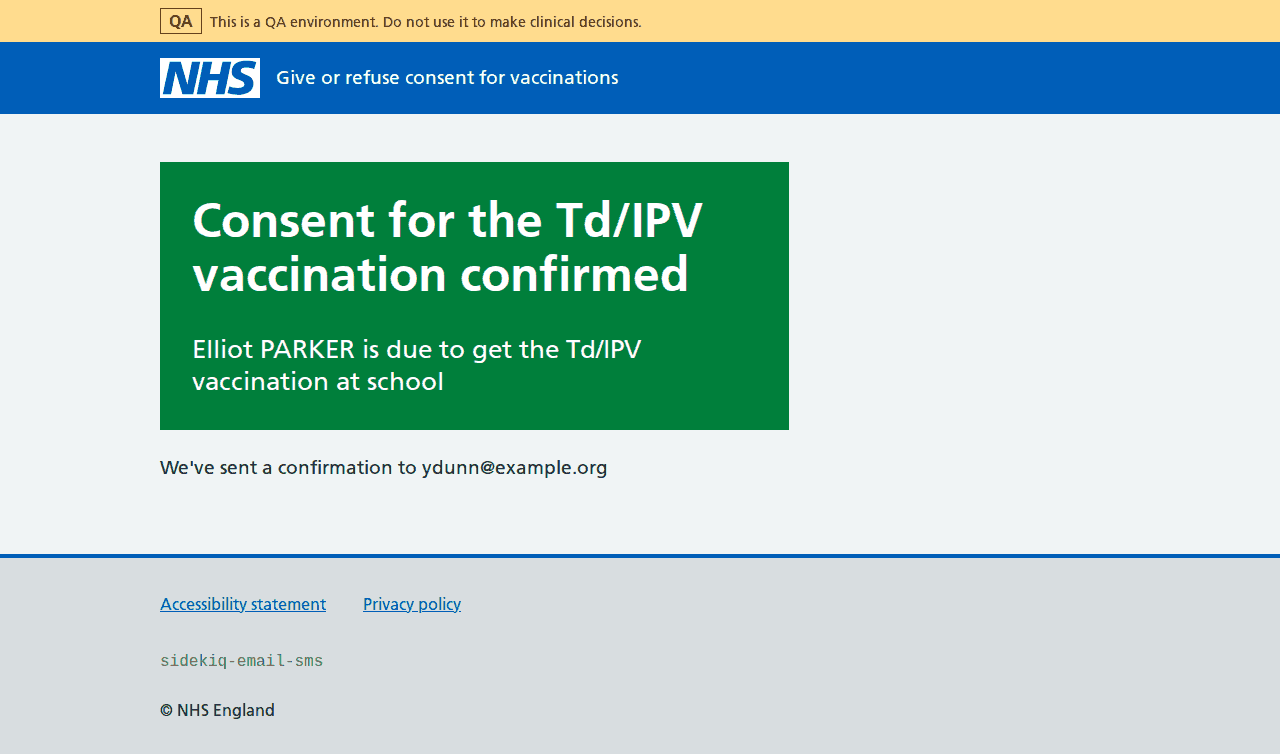 QA This is a QA environment. Do not use it to make clinical decisions.
NHS Give or refuse consent for vaccinations
Consent for the Td/IPV
vaccination confirmed
Elliot PARKER is due to get the Td/IPV
vaccination at school
We've sent a confirmation to ydunn@example.org
Accessibility statement Privacy policy
sidekiq-email-sms
© NHS England